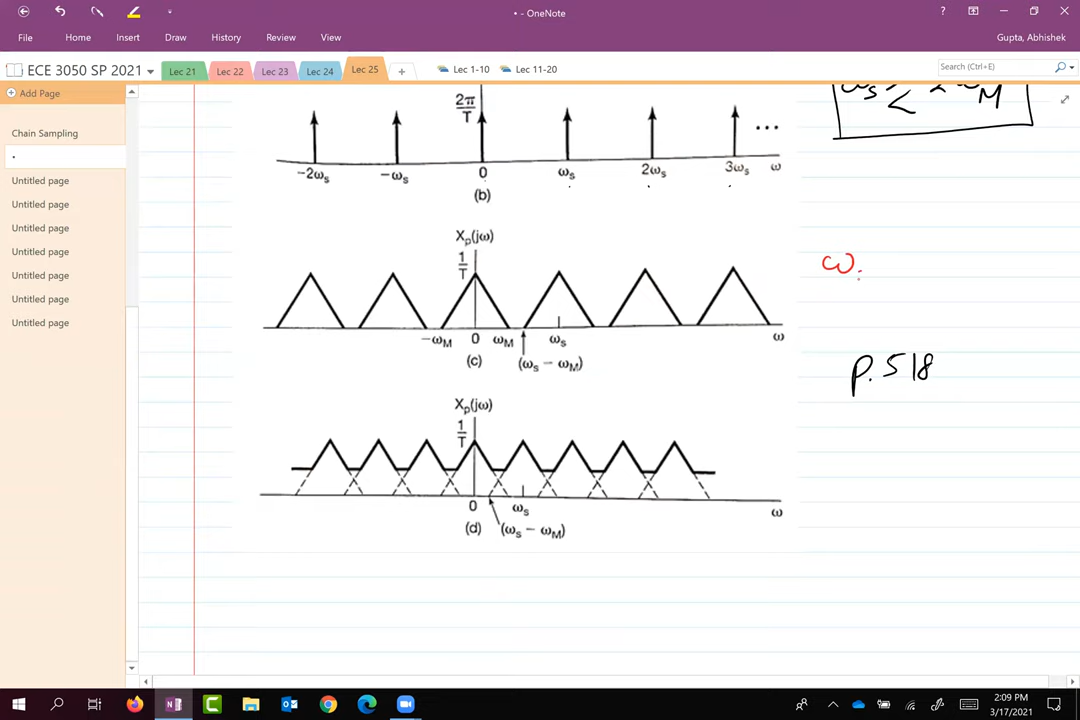 • - OneNote
Gupta, Abhishek
File Home Insert Draw History Review View
ECE 3050 SP 2021
Lec 21 Lec 22 Lec 23 Lec 24 Lec 25
Lec 1-10 Lec 11-20
Search (Ctrl+E)
Add Page
Chain Sampling
Untitled page
Untitled page
Untitled page
Untitled page
Untitled page
Untitled page
Untitled page
2π
T
...
-2ωs -ωs 0 ωs 2ωs 3ωs ω
(b)
Xp(jω)
1
T
-ωM 0 ωM ωs ω
(c) (ωs - ωM)
Xp(jω)
1
T
0 ωs ω
(d) (ωs - ωM)
ω
p. 518
2:09 PM
3/17/2021